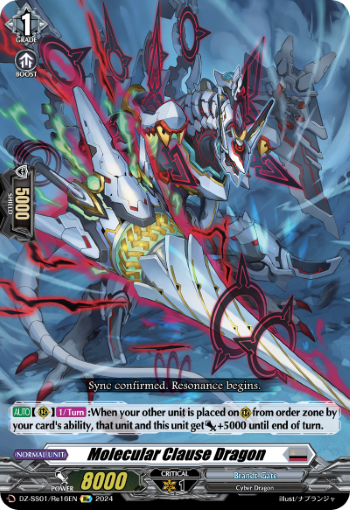 1
GRADE
BOOST
5000
SHIELD
Sync confirmed. Resonance begins.
AUTO 1/Turn :When your other unit is placed on from order zone by
your card's ability, that unit and this unit get +5000 until end of turn.
NORMAL UNIT
Molecular Clause Dragon
8000
POWER
CRITICAL
1
Brandt Gate
Cyber Dragon
DZ-SS01/Re16EN 2024
illust/ナブランジャ